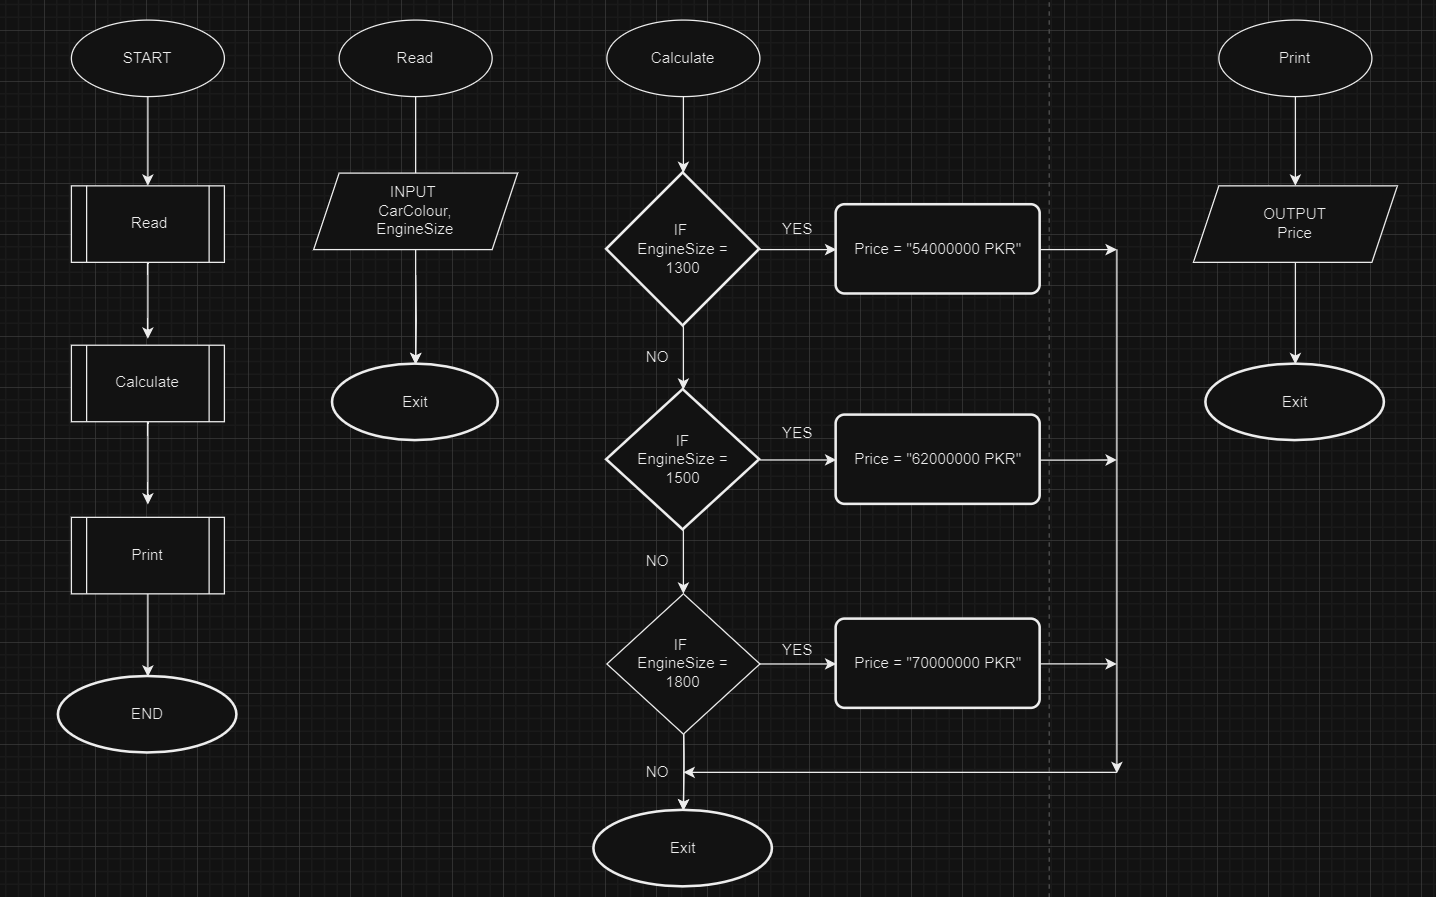 START
Read
Calculate
Print
END
Read
INPUT
CarColour,
EngineSize
Exit
Calculate
IF
EngineSize =
1300
YES
Price = "54000000 PKR"
NO
IF
EngineSize =
1500
YES
Price = "62000000 PKR"
NO
IF
EngineSize =
1800
YES
Price = "70000000 PKR"
NO
Exit
Print
OUTPUT
Price
Exit